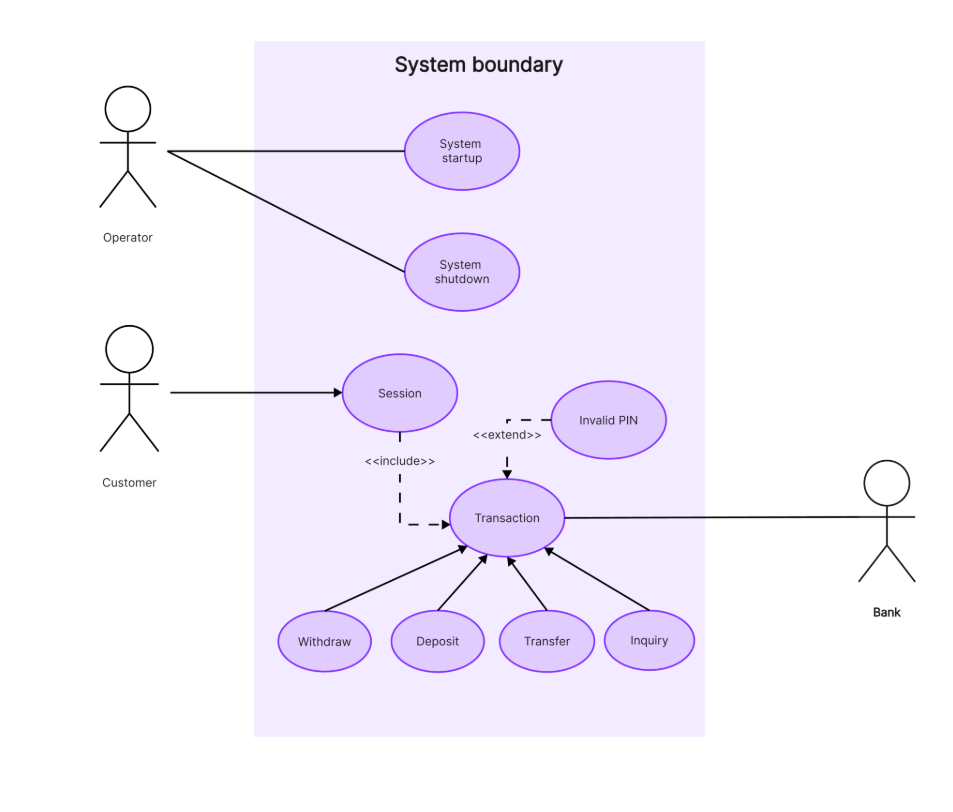 System boundary
System
startup
Operator
System
shutdown
Session
Invalid PIN
<<extend>>
<<include>>
Customer
Transaction
Bank
Withdraw
Deposit
Transfer
Inquiry